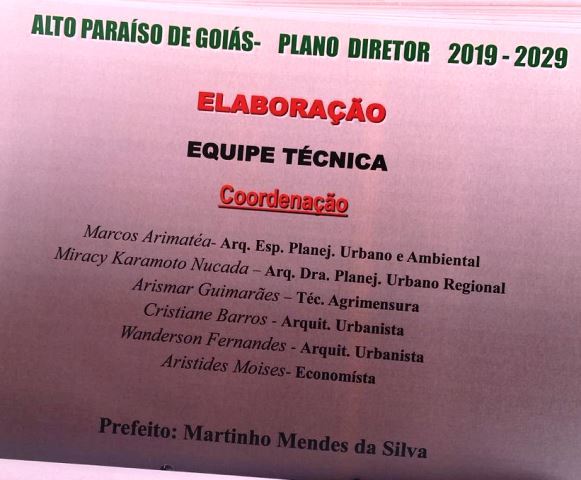 ALTO PARAÍSO DE GOIÁS- PLANO DIRETOR 2019 - 2029
ELABORAÇÃO
EQUIPE TÉCNICA
Coordenação
Marcos Arimatéa- Arq. Esp. Planej. Urbano e Ambiental
Miracy Karamoto Nucada – Arq. Dra. Planej. Urbano Regional
Arismar Guimarães – Téc. Agrimensura
Cristiane Barros - Arquit. Urbanista
Wanderson Fernandes - Arquit. Urbanista
Aristides Moises- Economísta
Prefeito: Martinho Mendes da Silva